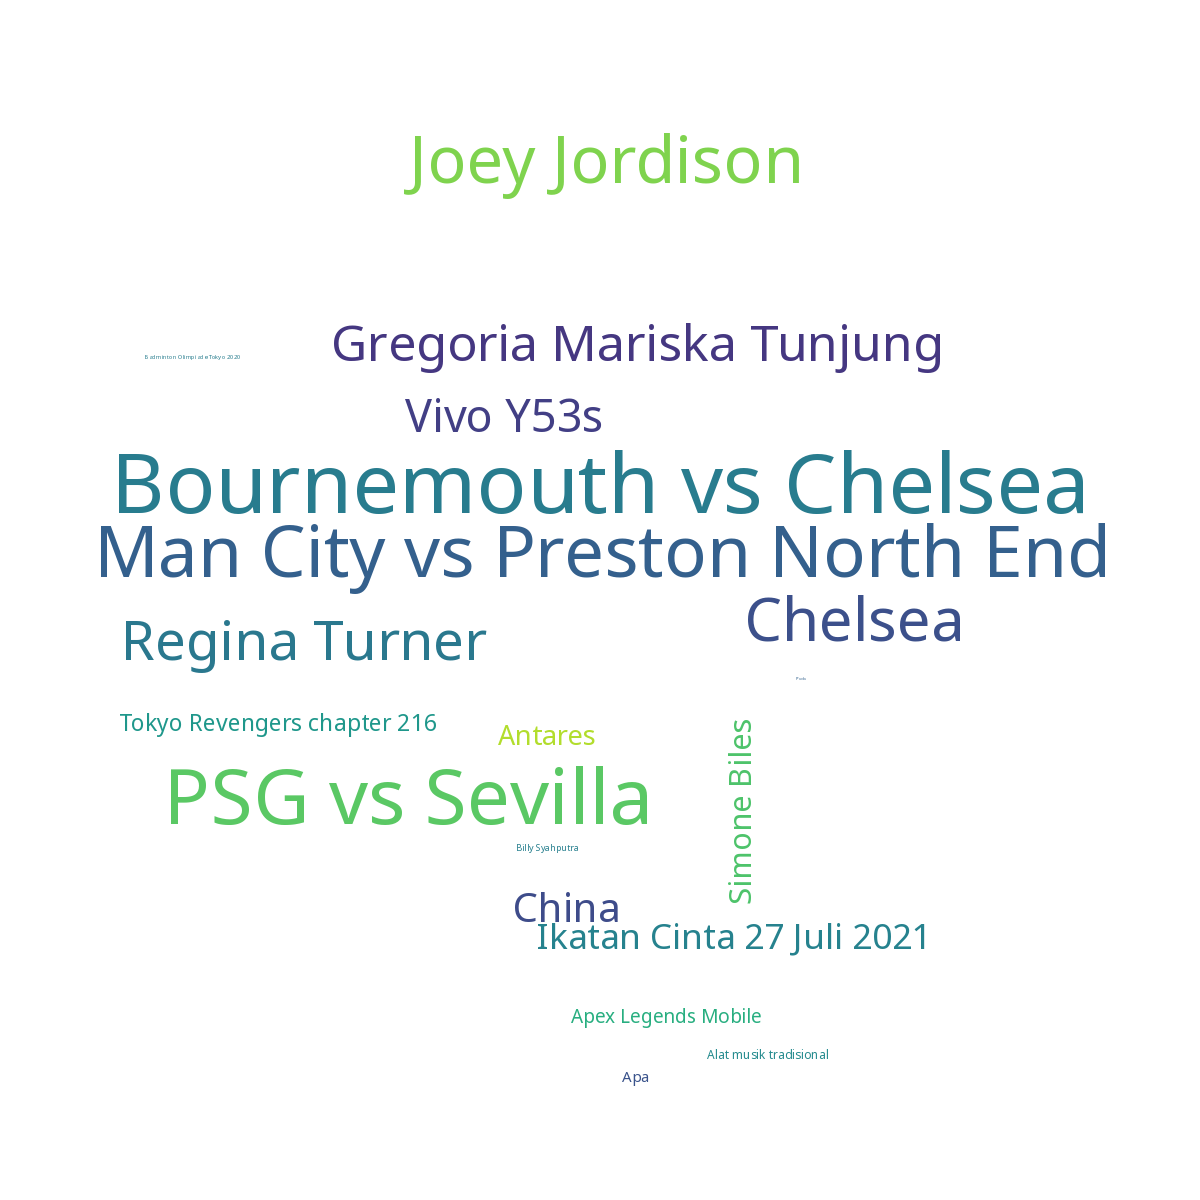 Joey Jordison
Gregoria Mariska Tunjung
Badminton Olimpiade Tokyo 2020
Vivo Y53s
Bournemouth vs Chelsea
Man City vs Preston North End
Chelsea
Regina Turner
Tokyo Revengers chapter 216
Antares
Simone Biles
PSG vs Sevilla
Billy Syahputra
China
Ikatan Cinta 27 Juli 2021
Apex Legends Mobile
Alat musik tradisional
Apa